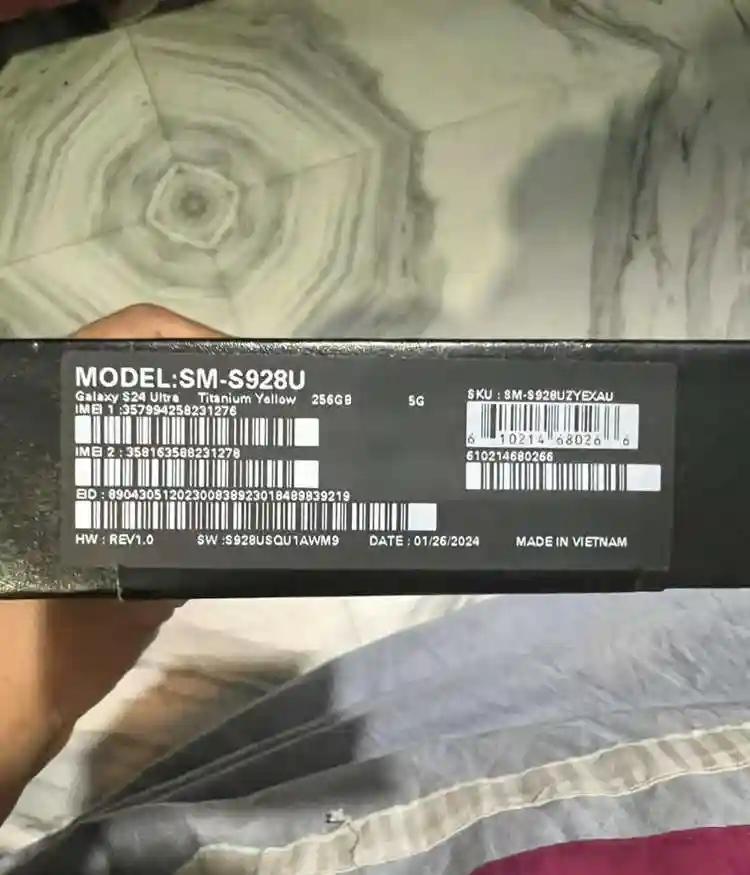 MODEL:SM-S928U
Galaxy S24 Ultra Titanium Yellow 256GB 5G
IMEI 1 :357994258231276
IMEI 2 : 358163588231278
EID : 89043051202300838923018489839219
SKU : SM-S928UZYEXAU
6 10214 68026 6
610214680266
HW : REV1.0 SW :S928USQU1AWM9 DATE : 01/26/2024 MADE IN VIETNAM